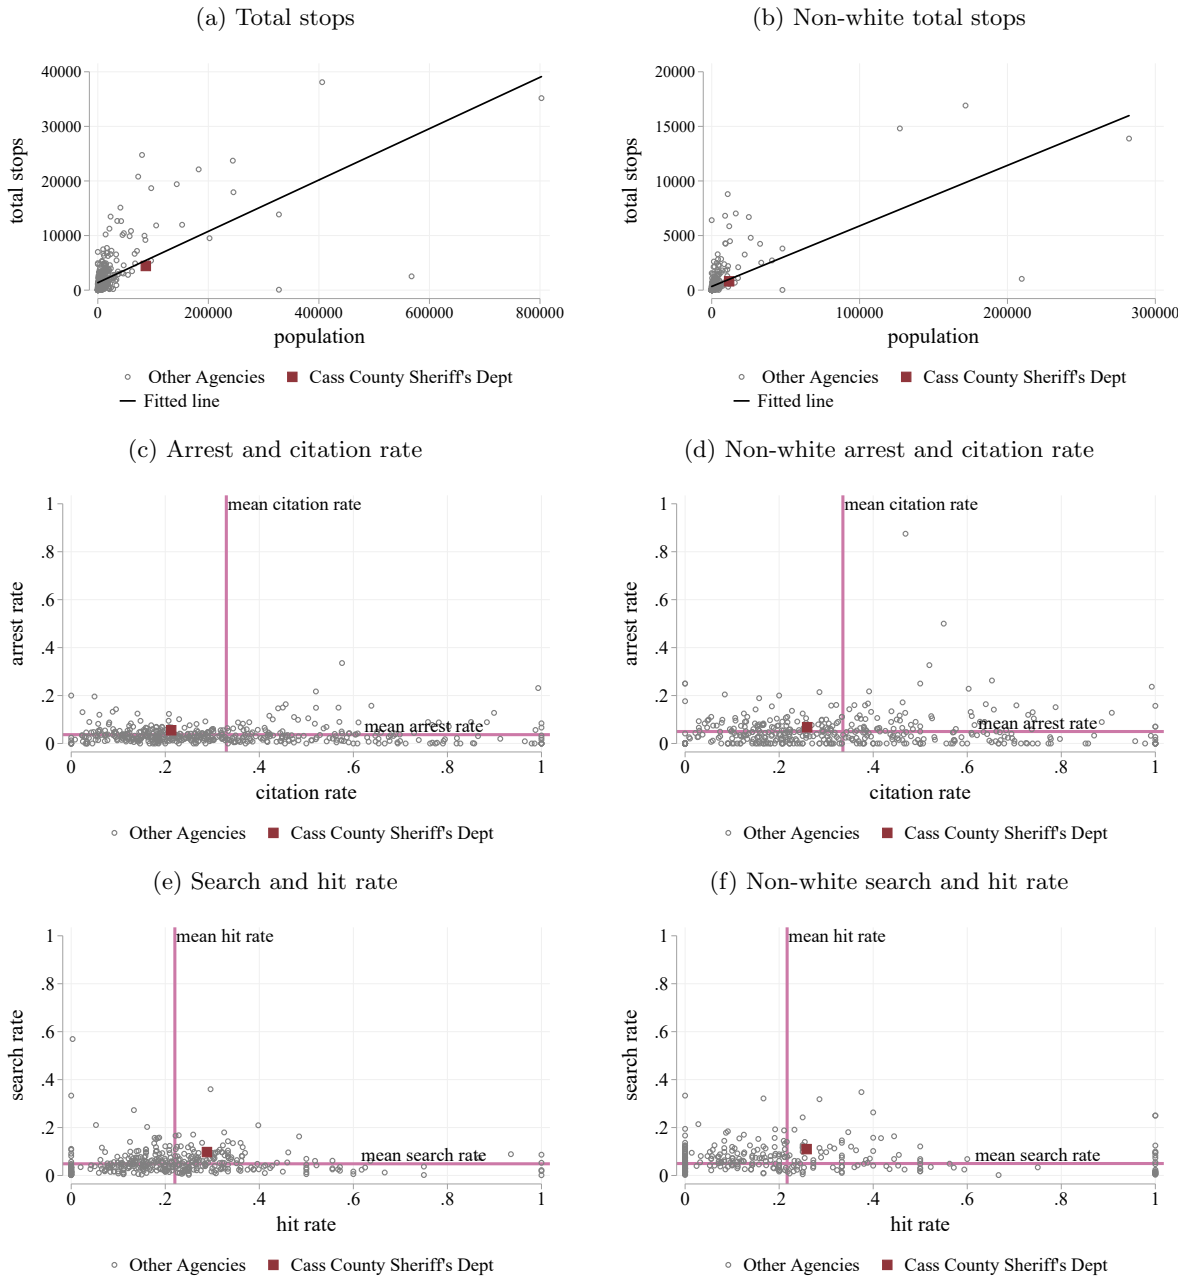 (a) Total stops
(b) Non-white total stops
40000
30000
20000
10000
0
total stops
0 200000 400000 600000 800000
population
Other Agencies Cass County Sheriff's Dept
Fitted line
20000
15000
10000
5000
0
total stops
0 100000 200000 300000
population
Other Agencies Cass County Sheriff's Dept
Fitted line
(c) Arrest and citation rate
(d) Non-white arrest and citation rate
1
.8
.6
.4
.2
0
arrest rate
mean citation rate
mean arrest rate
0 .2 .4 .6 .8 1
citation rate
Other Agencies Cass County Sheriff's Dept
1
.8
.6
.4
.2
0
arrest rate
mean citation rate
mean arrest rate
0 .2 .4 .6 .8 1
citation rate
Other Agencies Cass County Sheriff's Dept
(e) Search and hit rate
(f) Non-white search and hit rate
1
.8
.6
.4
.2
0
search rate
mean hit rate
mean search rate
0 .2 .4 .6 .8 1
hit rate
Other Agencies Cass County Sheriff's Dept
1
.8
.6
.4
.2
0
search rate
mean hit rate
mean search rate
0 .2 .4 .6 .8 1
hit rate
Other Agencies Cass County Sheriff's Dept